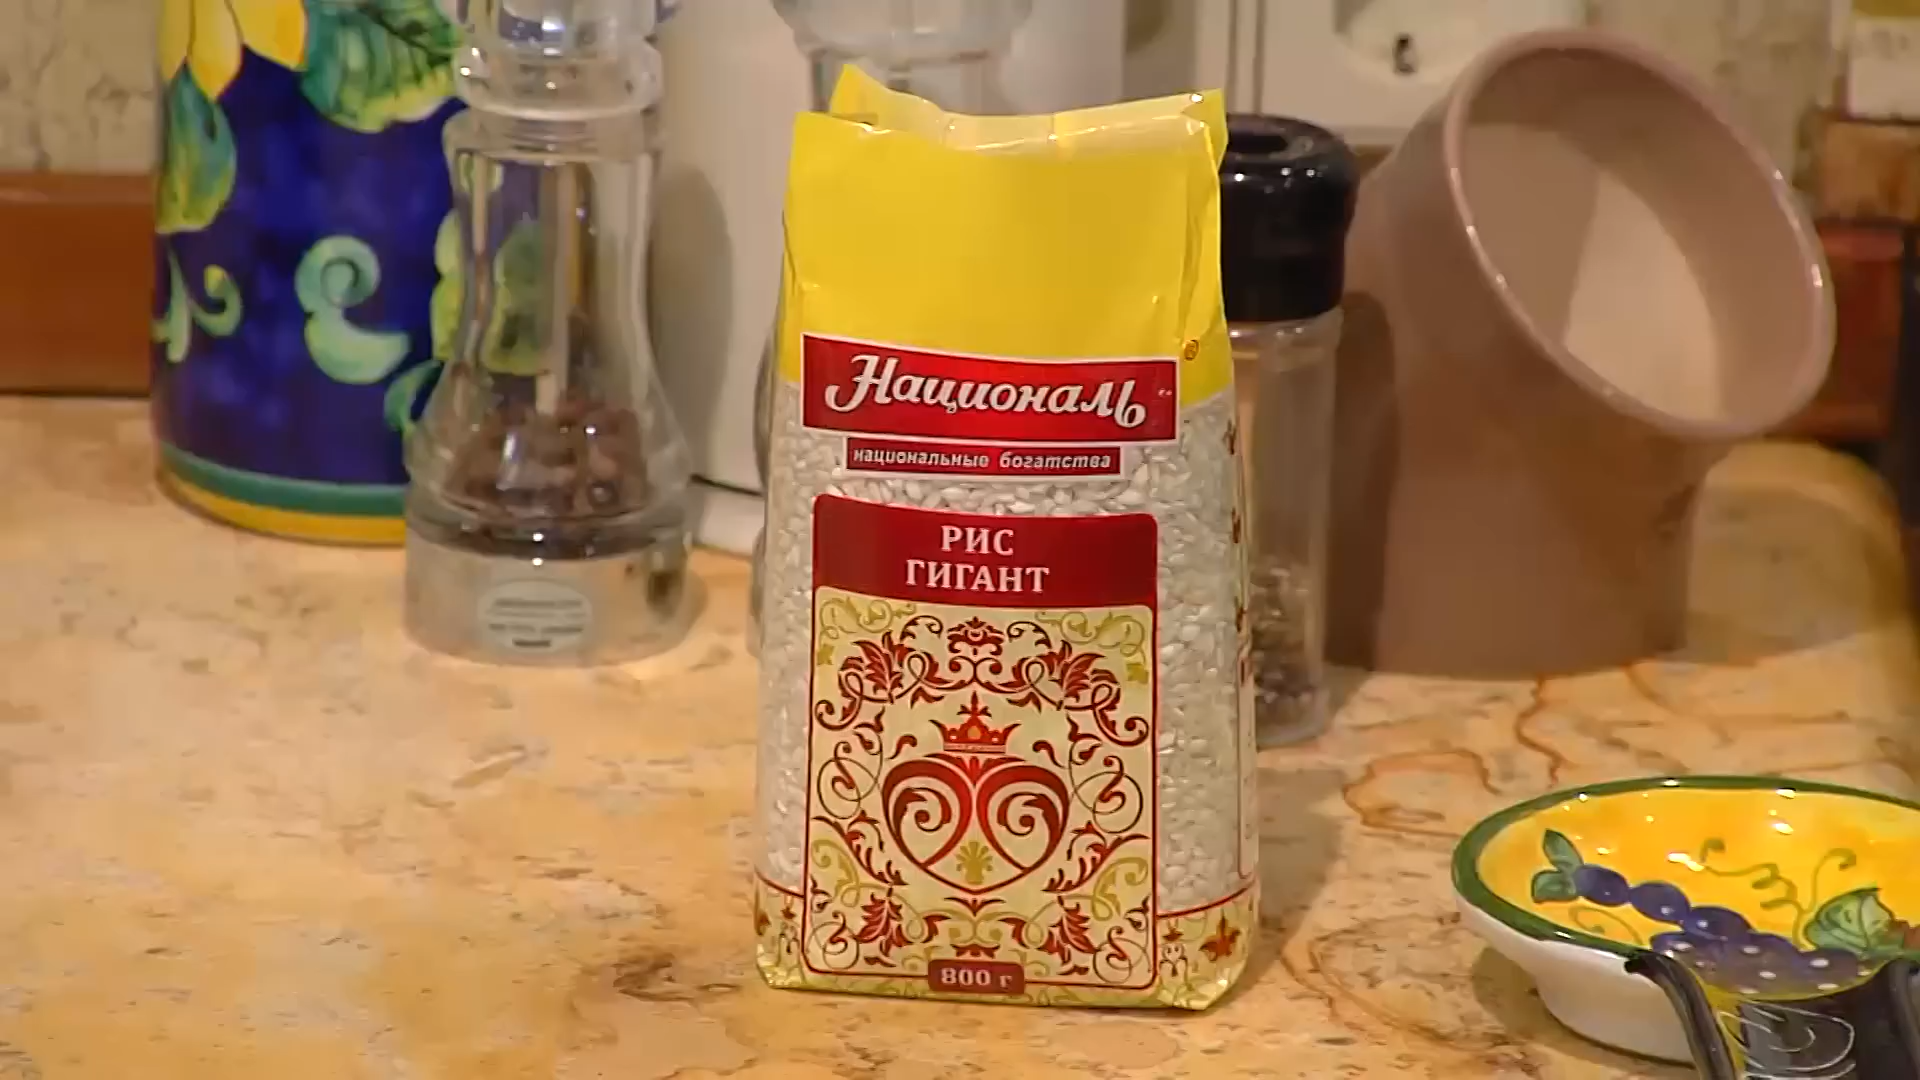 Националь
национальные богатства
РИС
ГИГАНТ
800 г